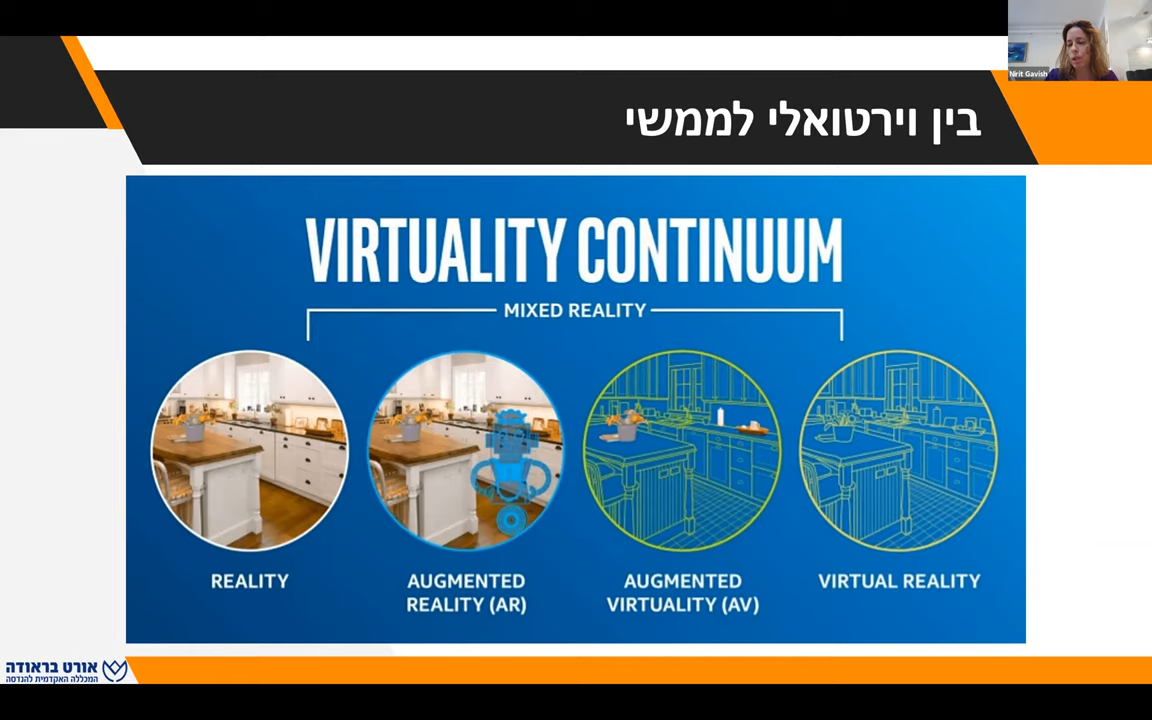 Nirit Gavish
בין וירטואלי לממשי
VIRTUALITY CONTINUUM
MIXED REALITY
REALITY
AUGMENTED
REALITY (AR)
AUGMENTED
VIRTUALITY (AV)
VIRTUAL REALITY
אורט בראודה
המכללה האקדמית להנדסה